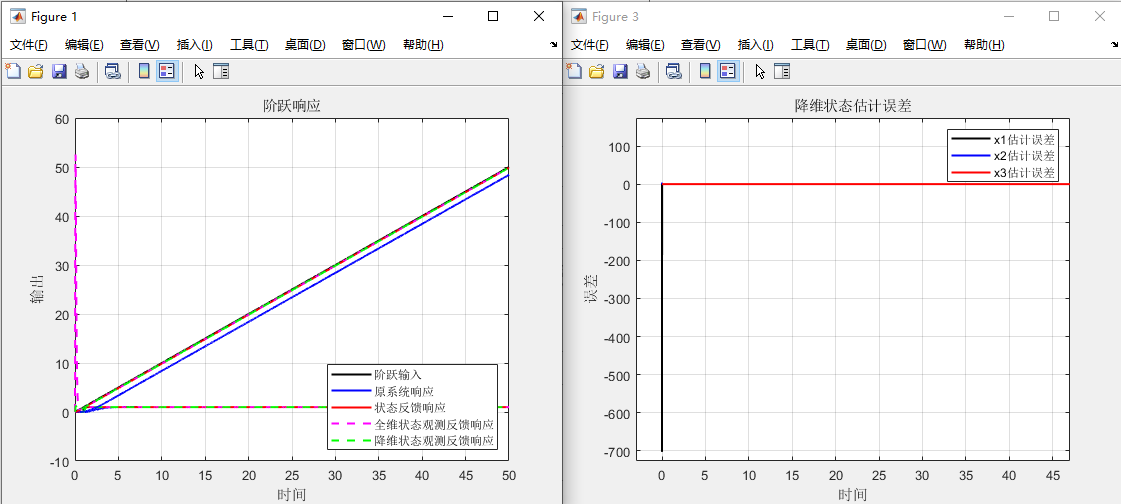 Figure 1
文件(F) 编辑(E) 查看(V) 插入(I) 工具(T) 桌面(D) 窗口(W) 帮助(H)
阶跃响应
60
50
40
30
20
10
0
-10
输出
0 5 10 15 20 25 30 35 40 45 50
时间
阶跃输入
原系统响应
状态反馈响应
全维状态观测反馈响应
降维状态观测反馈响应
Figure 3
文件(F) 编辑(E) 查看(V) 插入(I) 工具(T) 桌面(D) 窗口(W) 帮助(H)
降维状态估计误差
100
0
-100
-200
-300
-400
-500
-600
-700
误差
0 5 10 15 20 25 30 35 40 45
时间
x1估计误差
x2估计误差
x3估计误差